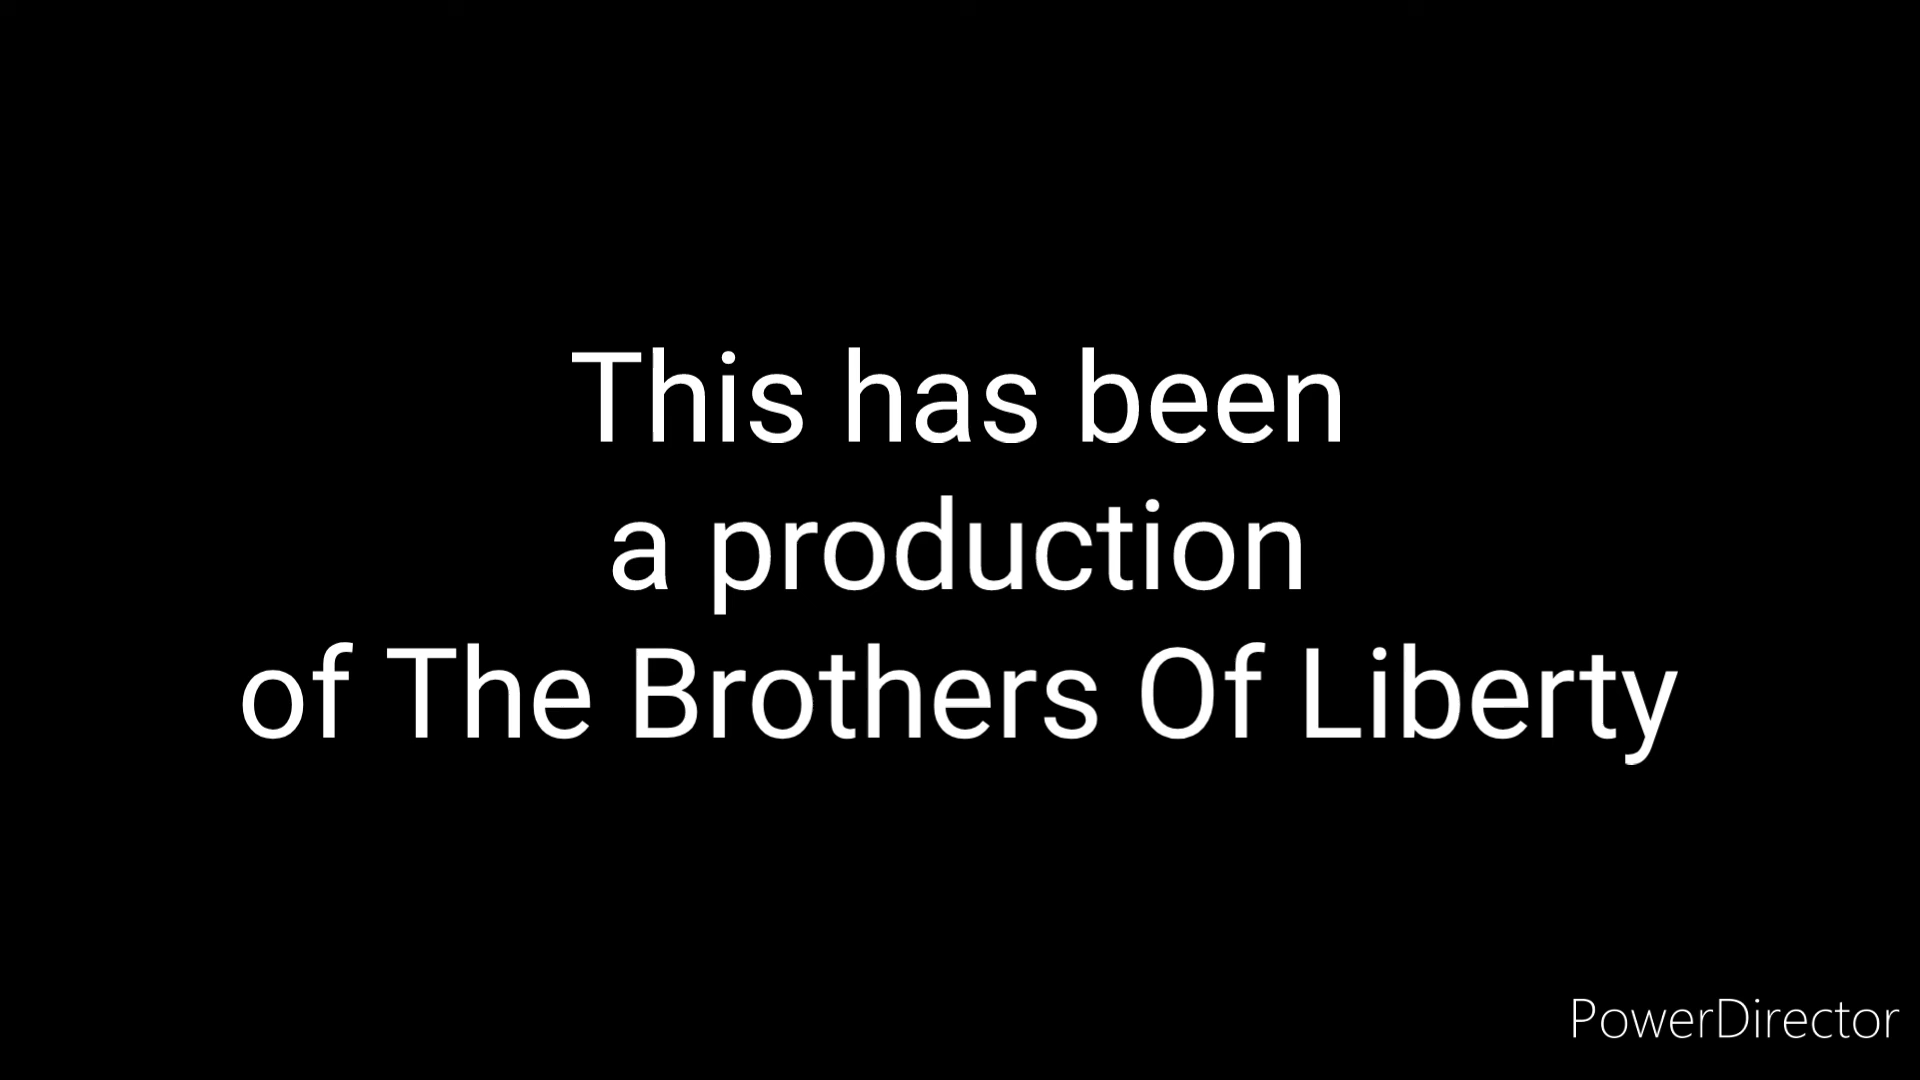 This has been
a production
of The Brothers Of Liberty
PowerDirector